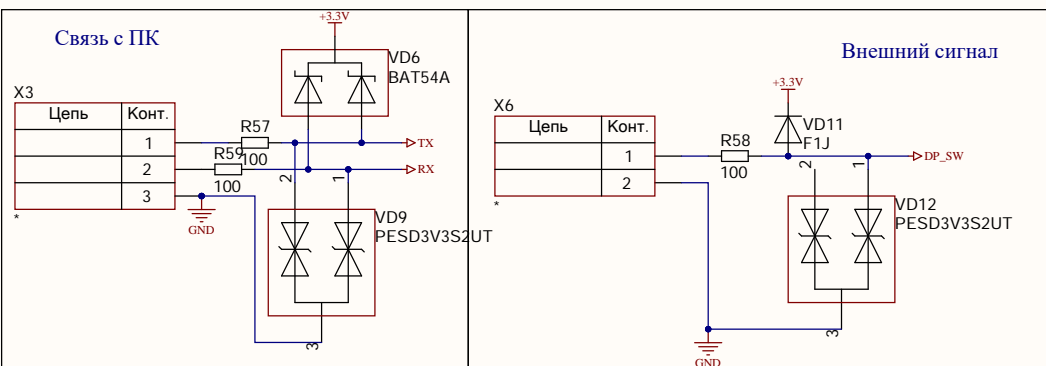 Связь с ПК
+3.3V
VD6
BAT54A
X3
Цепь Конт.
1
2
3
*
R57
100
R59
100
TX
RX
GND
2
1
VD9
PESD3V3S2UT
3
Внешний сигнал
+3.3V
VD11
F1J
X6
Цепь Конт.
1
2
*
R58
100
DP_SW
2
1
VD12
PESD3V3S2UT
3
GND